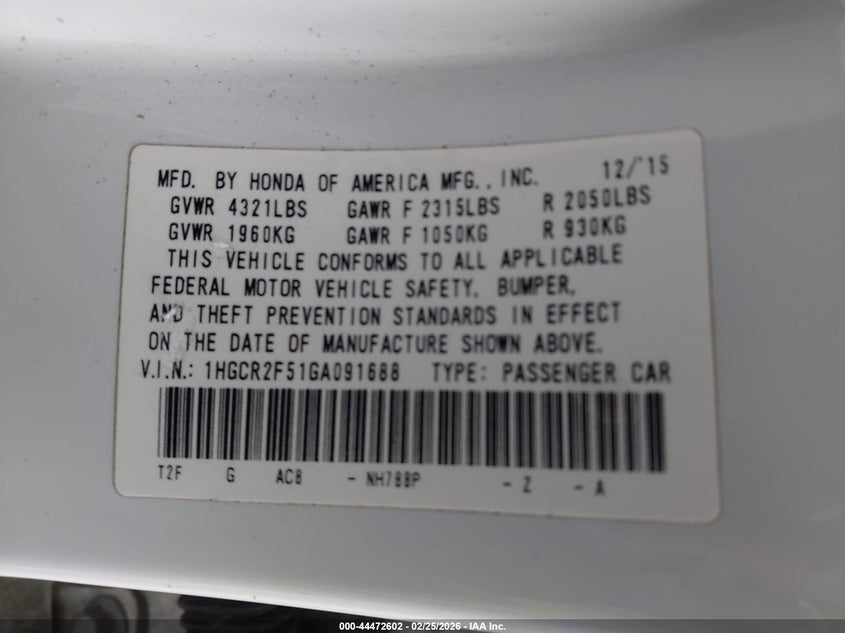 MFD. BY HONDA OF AMERICA MFG., INC. 12/'15
GVWR 4321LBS GAWR F 2315LBS R 2050LBS
GVWR 1960KG GAWR F 1050KG R 930KG
THIS VEHICLE CONFORMS TO ALL APPLICABLE
FEDERAL MOTOR VEHICLE SAFETY, BUMPER,
AND THEFT PREVENTION STANDARDS IN EFFECT
ON THE DATE OF MANUFACTURE SHOWN ABOVE.
V.I.N.: 1HGCR2F51GA091688 TYPE: PASSENGER CAR
T2F G AC8 - NH788P - Z - A
000-44472602 - 02/25/2026 - IAA Inc.